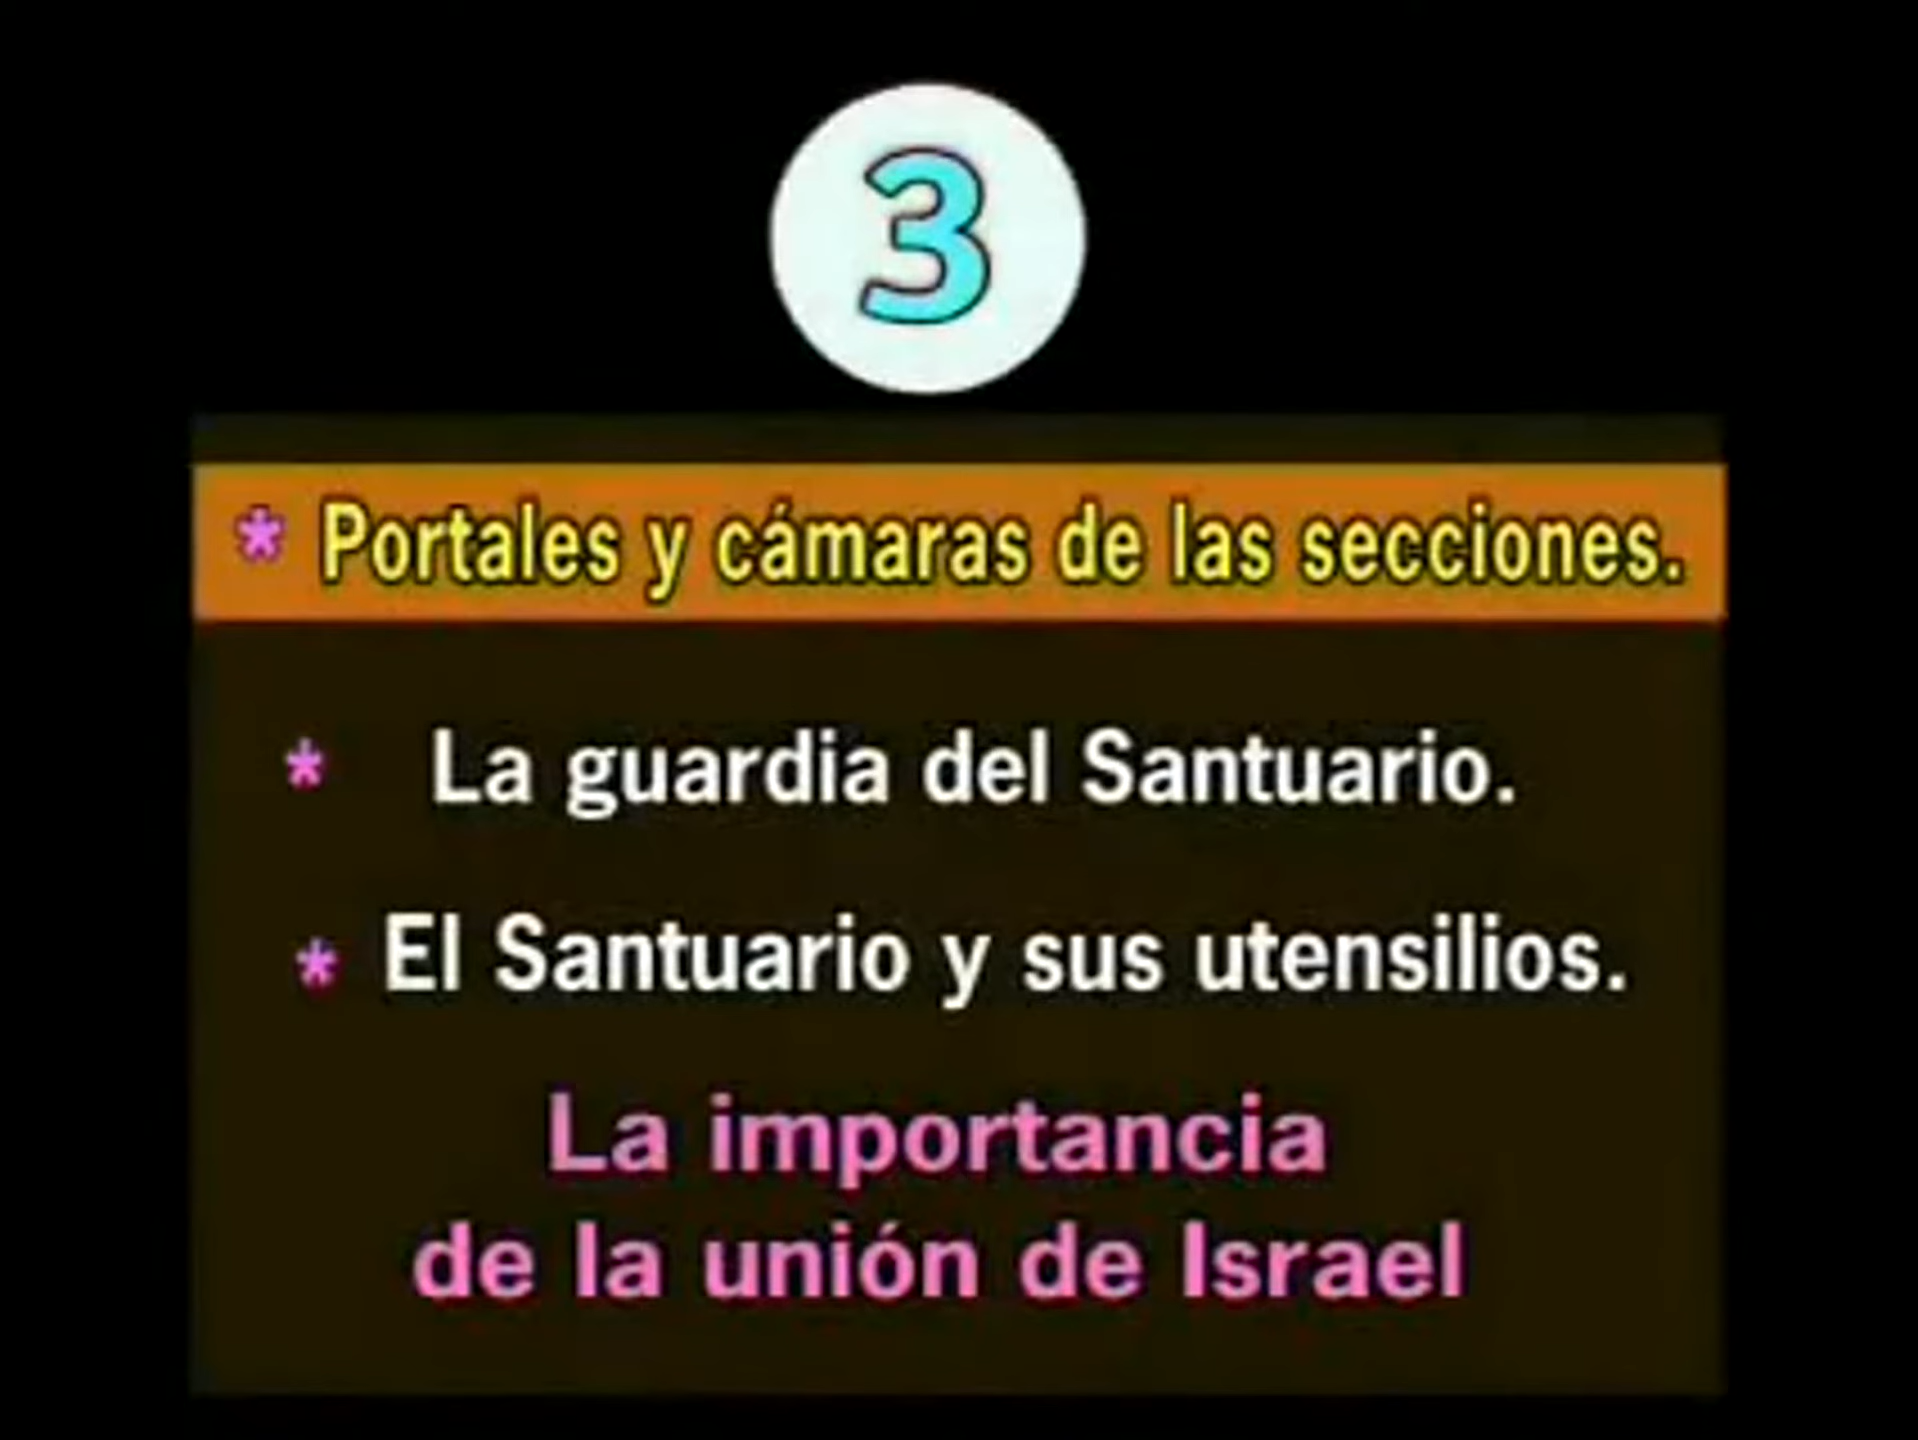 3
* Portales y cámaras de las secciones.
* La guardia del Santuario.
* El Santuario y sus utensilios.
La importancia
de la unión de Israel